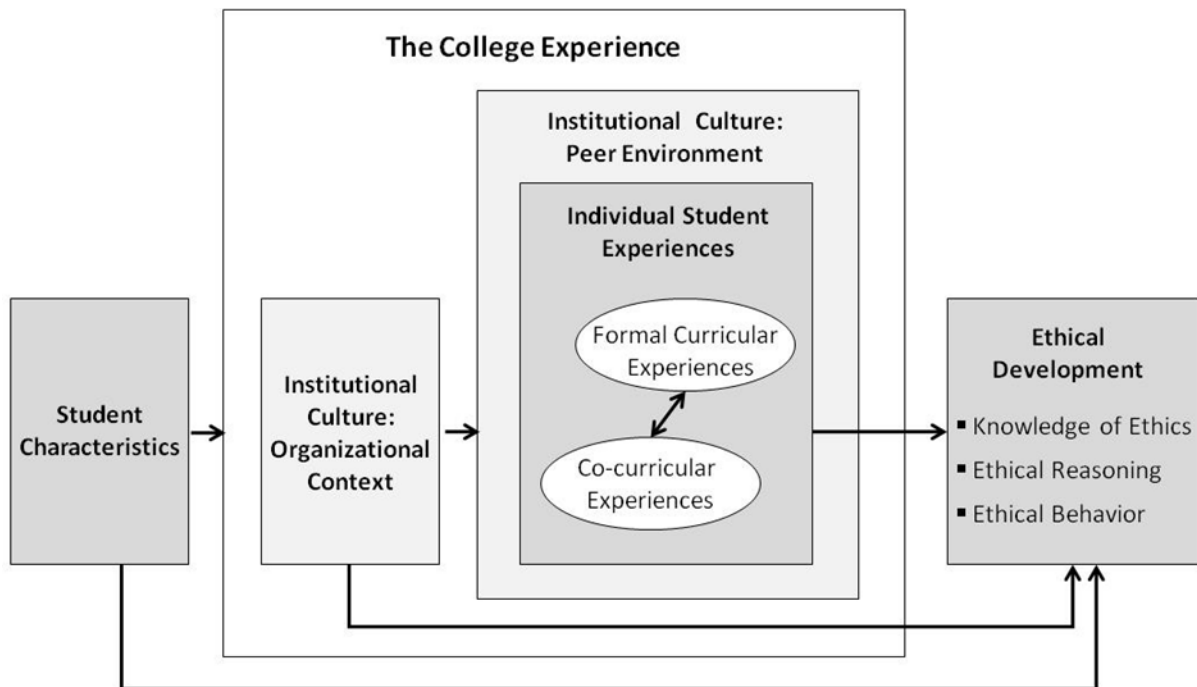 The College Experience
Institutional Culture:
Peer Environment
Individual Student
Experiences
Formal Curricular
Experiences
Co-curricular
Experiences
Student
Characteristics
Institutional
Culture:
Organizational
Context
Ethical
Development
▪ Knowledge of Ethics
▪ Ethical Reasoning
▪ Ethical Behavior